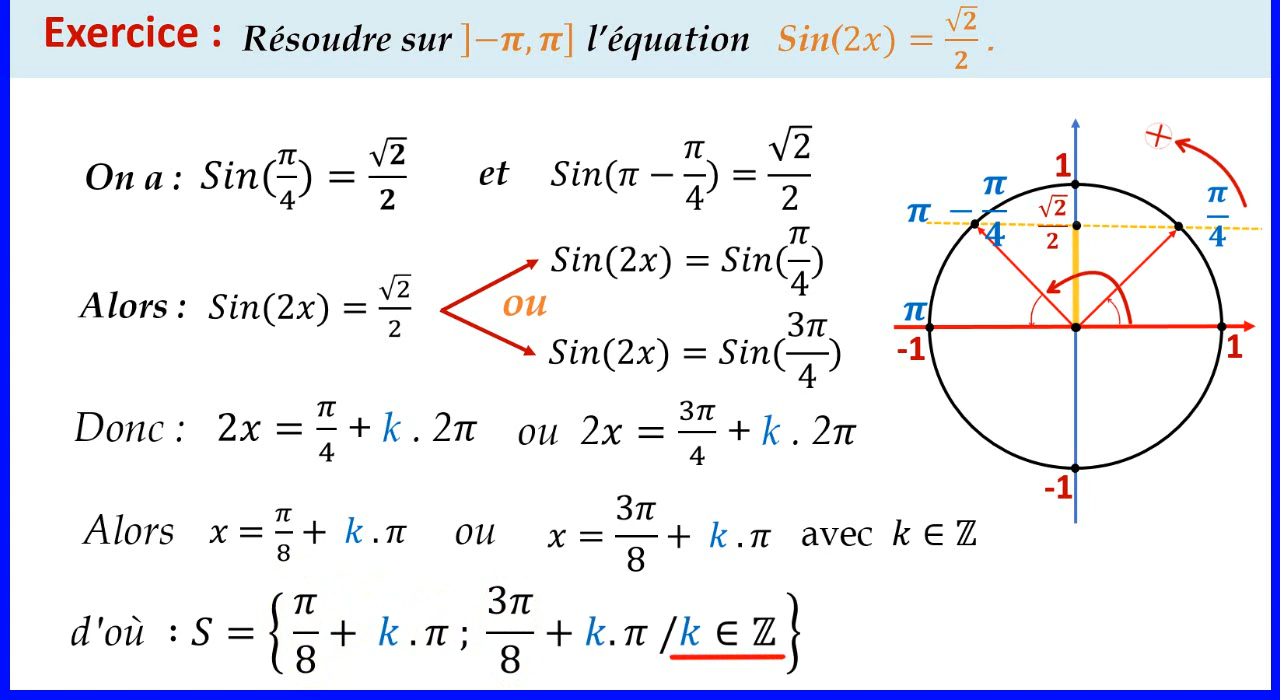 Exercice : Résoudre sur ]−π, π] l'équation Sin(2x) = √2/2 .
On a : Sin(π/4) = √2/2 et Sin(π − π/4) = √2/2
Alors : Sin(2x) = √2/2 ou
Sin(2x) = Sin(π/4)
Sin(2x) = Sin(3π/4)
Donc : 2x = π/4 + k . 2π ou 2x = 3π/4 + k . 2π
Alors x = π/8 + k .π ou x = 3π/8 + k .π avec k ∈ ℤ
d'où : S = {π/8 + k .π ; 3π/8 + k. π /k ∈ ℤ}
+
1
π − π/4
√2/2
π/4
π
-1
1
-1